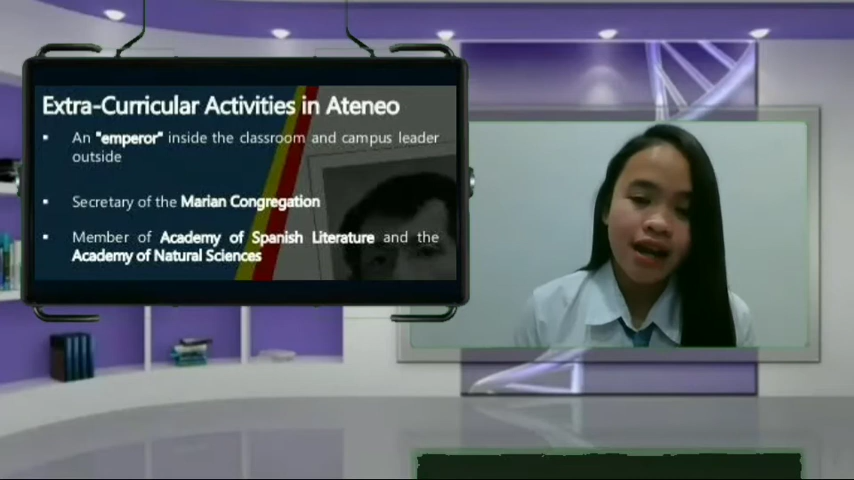 Extra-Curricular Activities in Ateneo
▪ An "emperor" inside the classroom and campus leader
outside
▪ Secretary of the Marian Congregation
▪ Member of Academy of Spanish Literature and the
Academy of Natural Sciences